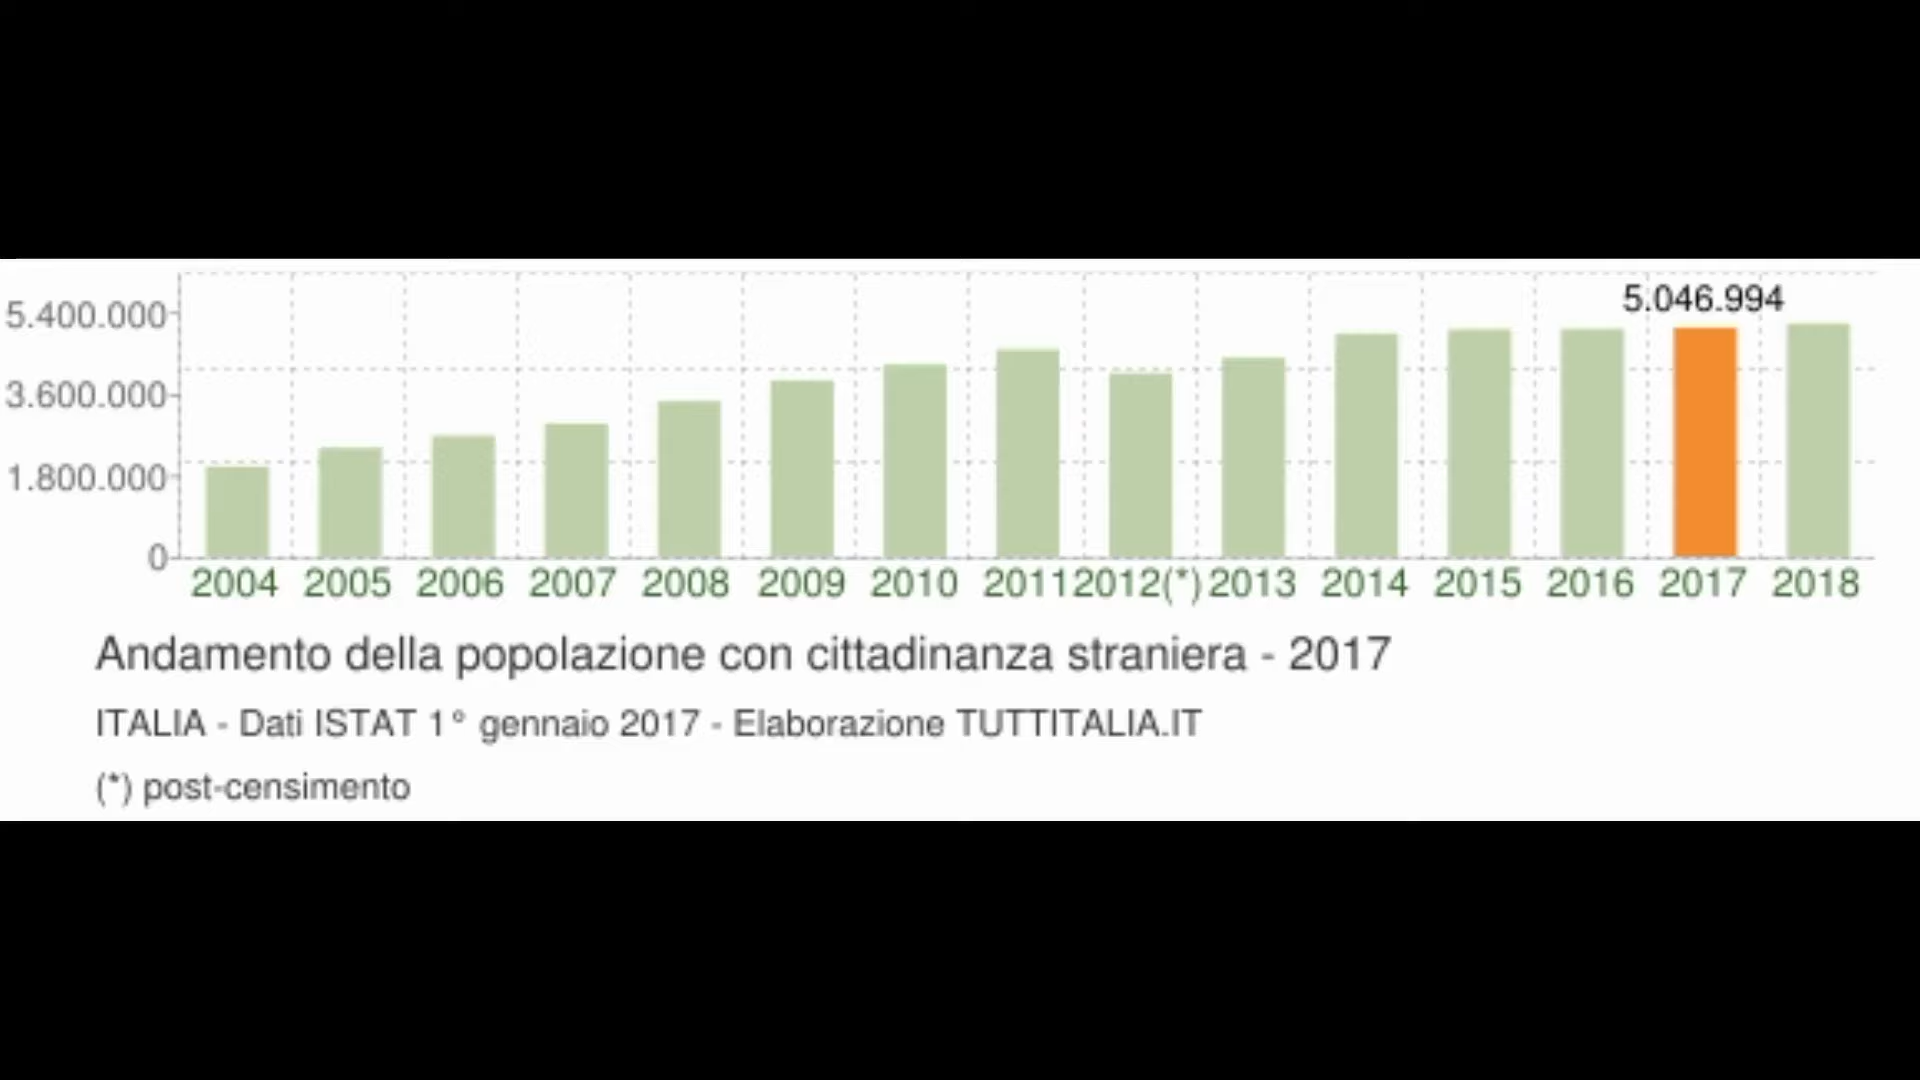 5.046.994
5.400.000
3.600.000
1.800.000
0
2004 2005 2006 2007 2008 2009 2010 2011 2012(*) 2013 2014 2015 2016 2017 2018
Andamento della popolazione con cittadinanza straniera - 2017
ITALIA - Dati ISTAT 1° gennaio 2017 - Elaborazione TUTTITALIA.IT
(*) post-censimento